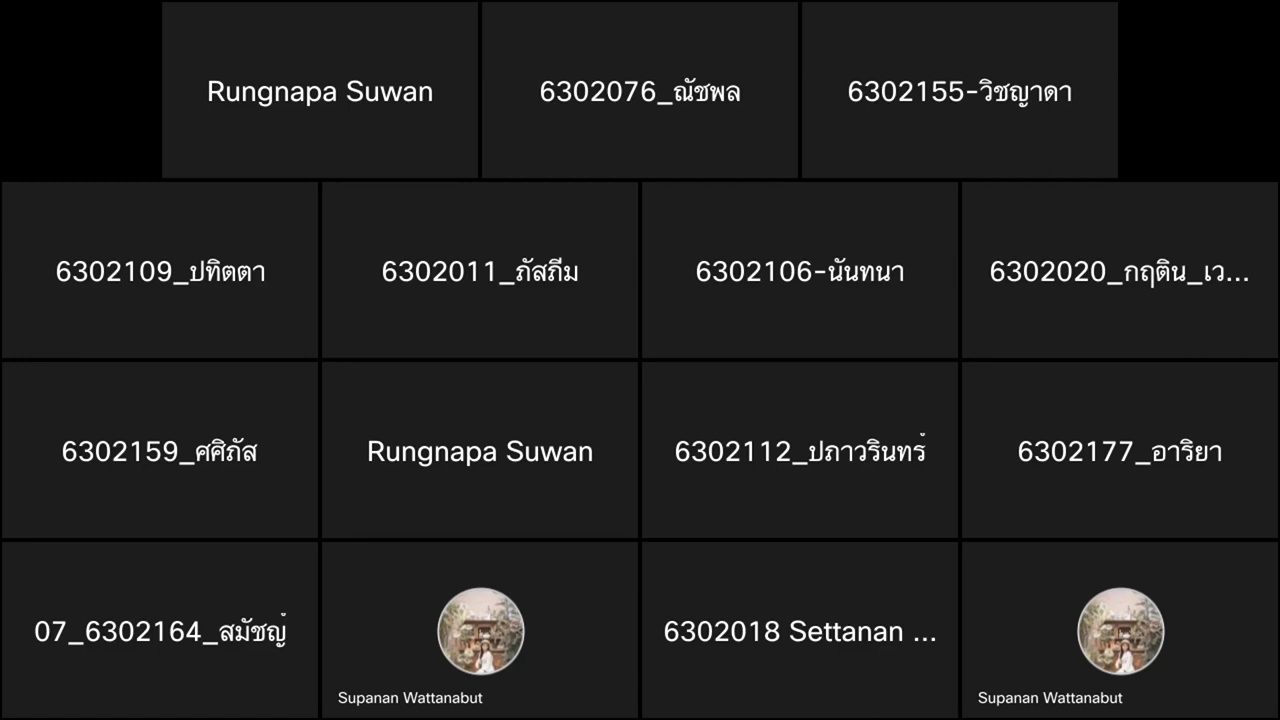 Rungnapa Suwan
6302076_ณัชพล
6302155-วิชญาดา
6302109_ปทิตตา
6302011_ภัสภีม
6302106-นันทนา
6302020_กฤติน_เว...
6302159_ศศิภัส
Rungnapa Suwan
6302112_ปภาวรินทร์
6302177_อาริยา
07_6302164_สมัชญ์
Supanan Wattanabut
6302018 Settanan ...
Supanan Wattanabut